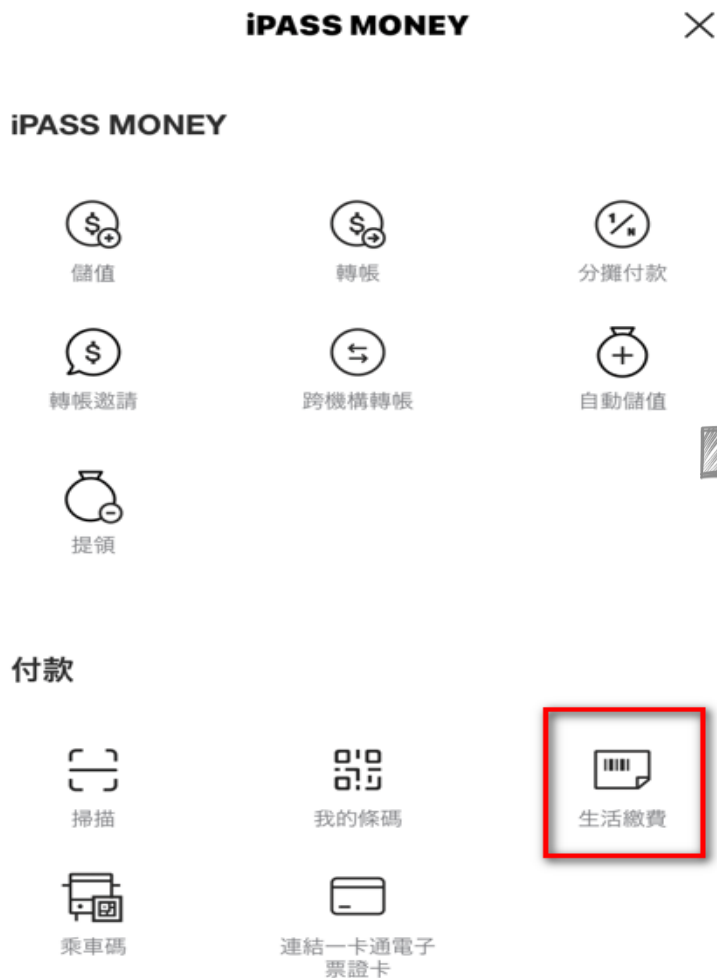 iPASS MONEY
iPASS MONEY
儲值
轉帳
分攤付款
轉帳邀請
跨機構轉帳
自動儲值
提領
付款
掃描
我的條碼
生活繳費
乘車碼
連結一卡通電子
票證卡